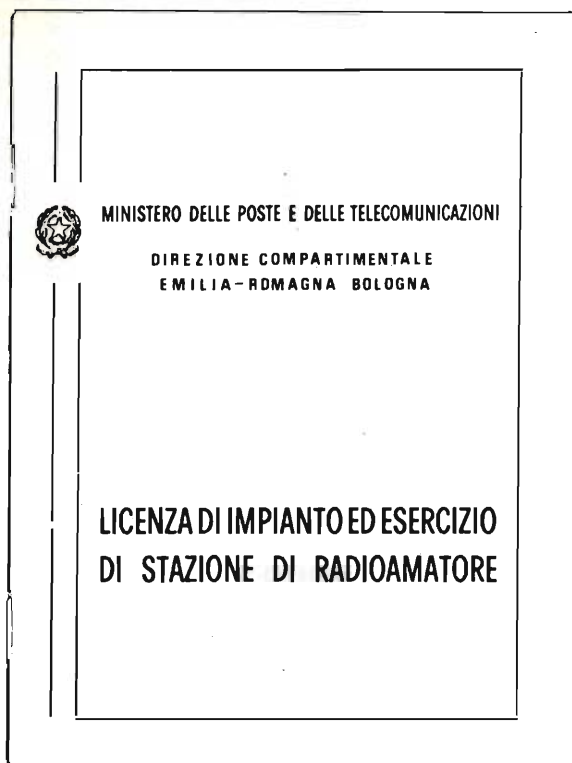 MINISTERO DELLE POSTE E DELLE TELECOMUNICAZIONI
DIREZIONE COMPARTIMENTALE
EMILIA-ROMAGNA BOLOGNA
LICENZA DI IMPIANTO ED ESERCIZIO
DI STAZIONE DI RADIOAMATORE